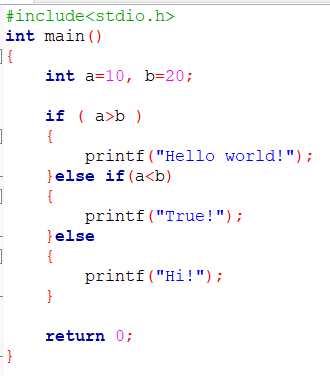 #include<stdio.h>
int main()
{
    int a=10, b=20;

    if ( a>b )
    {
        printf("Hello world!");
    }else if(a<b)
    {
        printf("True!");
    }else
    {
        printf("Hi!");
    }

    return 0;
}